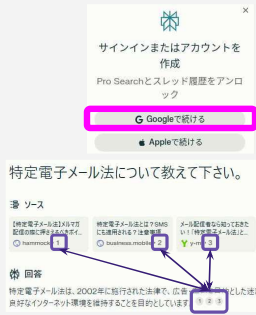 ×
サインインまたはアカウントを
作成
Pro Searchとスレッド履歴をアンロ
ック
G Googleで続ける
Appleで続ける
特定電子メール法について教えて下さい。
ソース
【特定電子メール法】メルマガ
配信の際に押さえるべきポイ..
hammock • 1
特定電子メール法とは？SMS
にも適用される？注意事項
business.mobile • 2
メール配信者なら知っておきた
い！「特定電子メール法」と...
Y y-m • 3
回答
特定電子メール法は、2002年に施行された法律で、広告 目的とした迷
良好なインターネット環境を維持することを目的としています 1 2 3